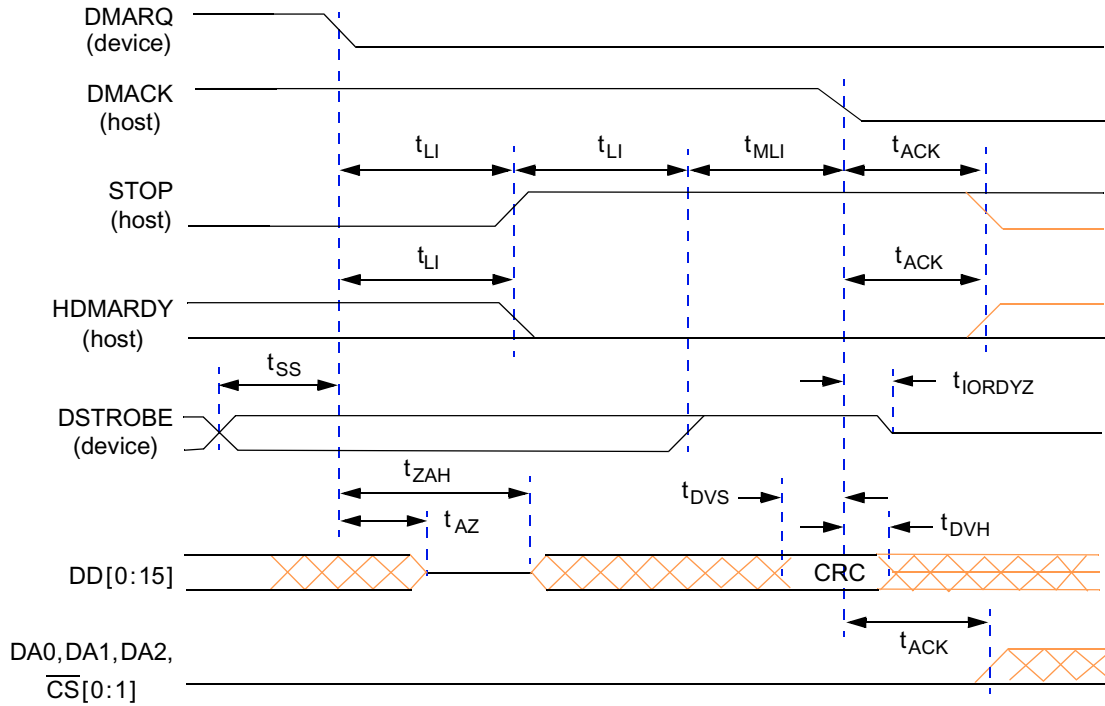 DMARQ
(device)
DMACK
(host)
tLI tLI tMLI tACK
STOP
(host)
tLI tACK
HDMARDY
(host)
tSS
tIORDYZ
DSTROBE
(device)
tZAH
tDVS
tAZ
tDVH
DD[0:15]
CRC
tACK
DA0,DA1,DA2,
C̅S̅[0:1]